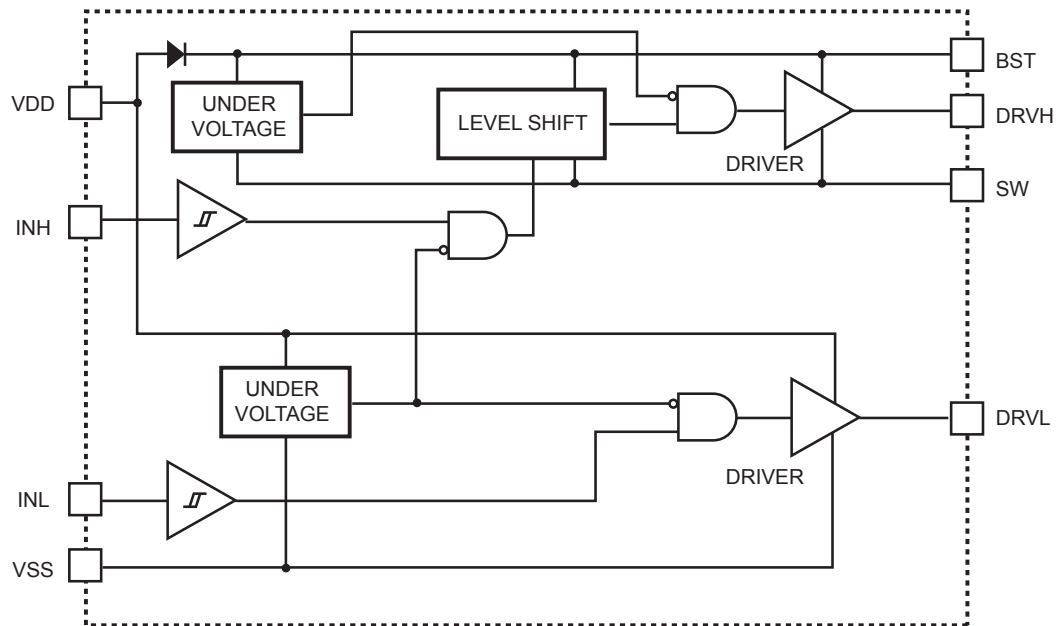 BST
VDD
UNDER
VOLTAGE
LEVEL SHIFT
DRVH
DRIVER
SW
INH
UNDER
VOLTAGE
DRVL
DRIVER
INL
VSS